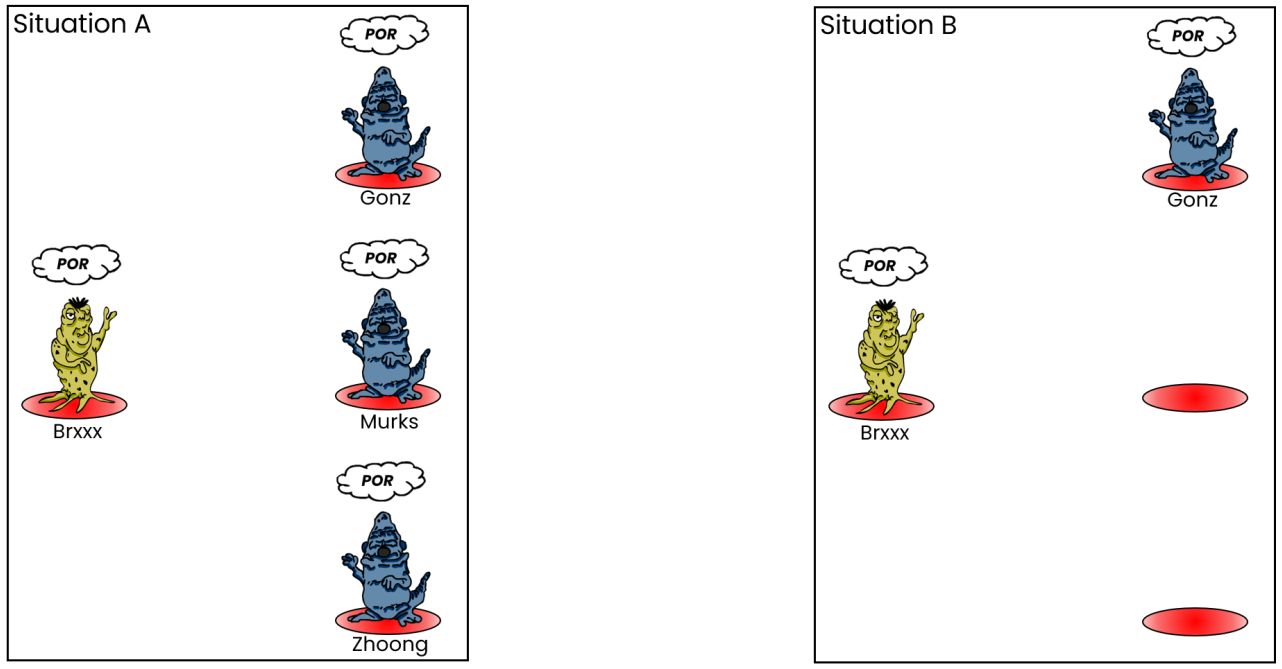 Situation A
POR
Gonz
POR
Brxxx
POR
Murks
POR
Zhoong
Situation B
POR
Gonz
POR
Brxxx